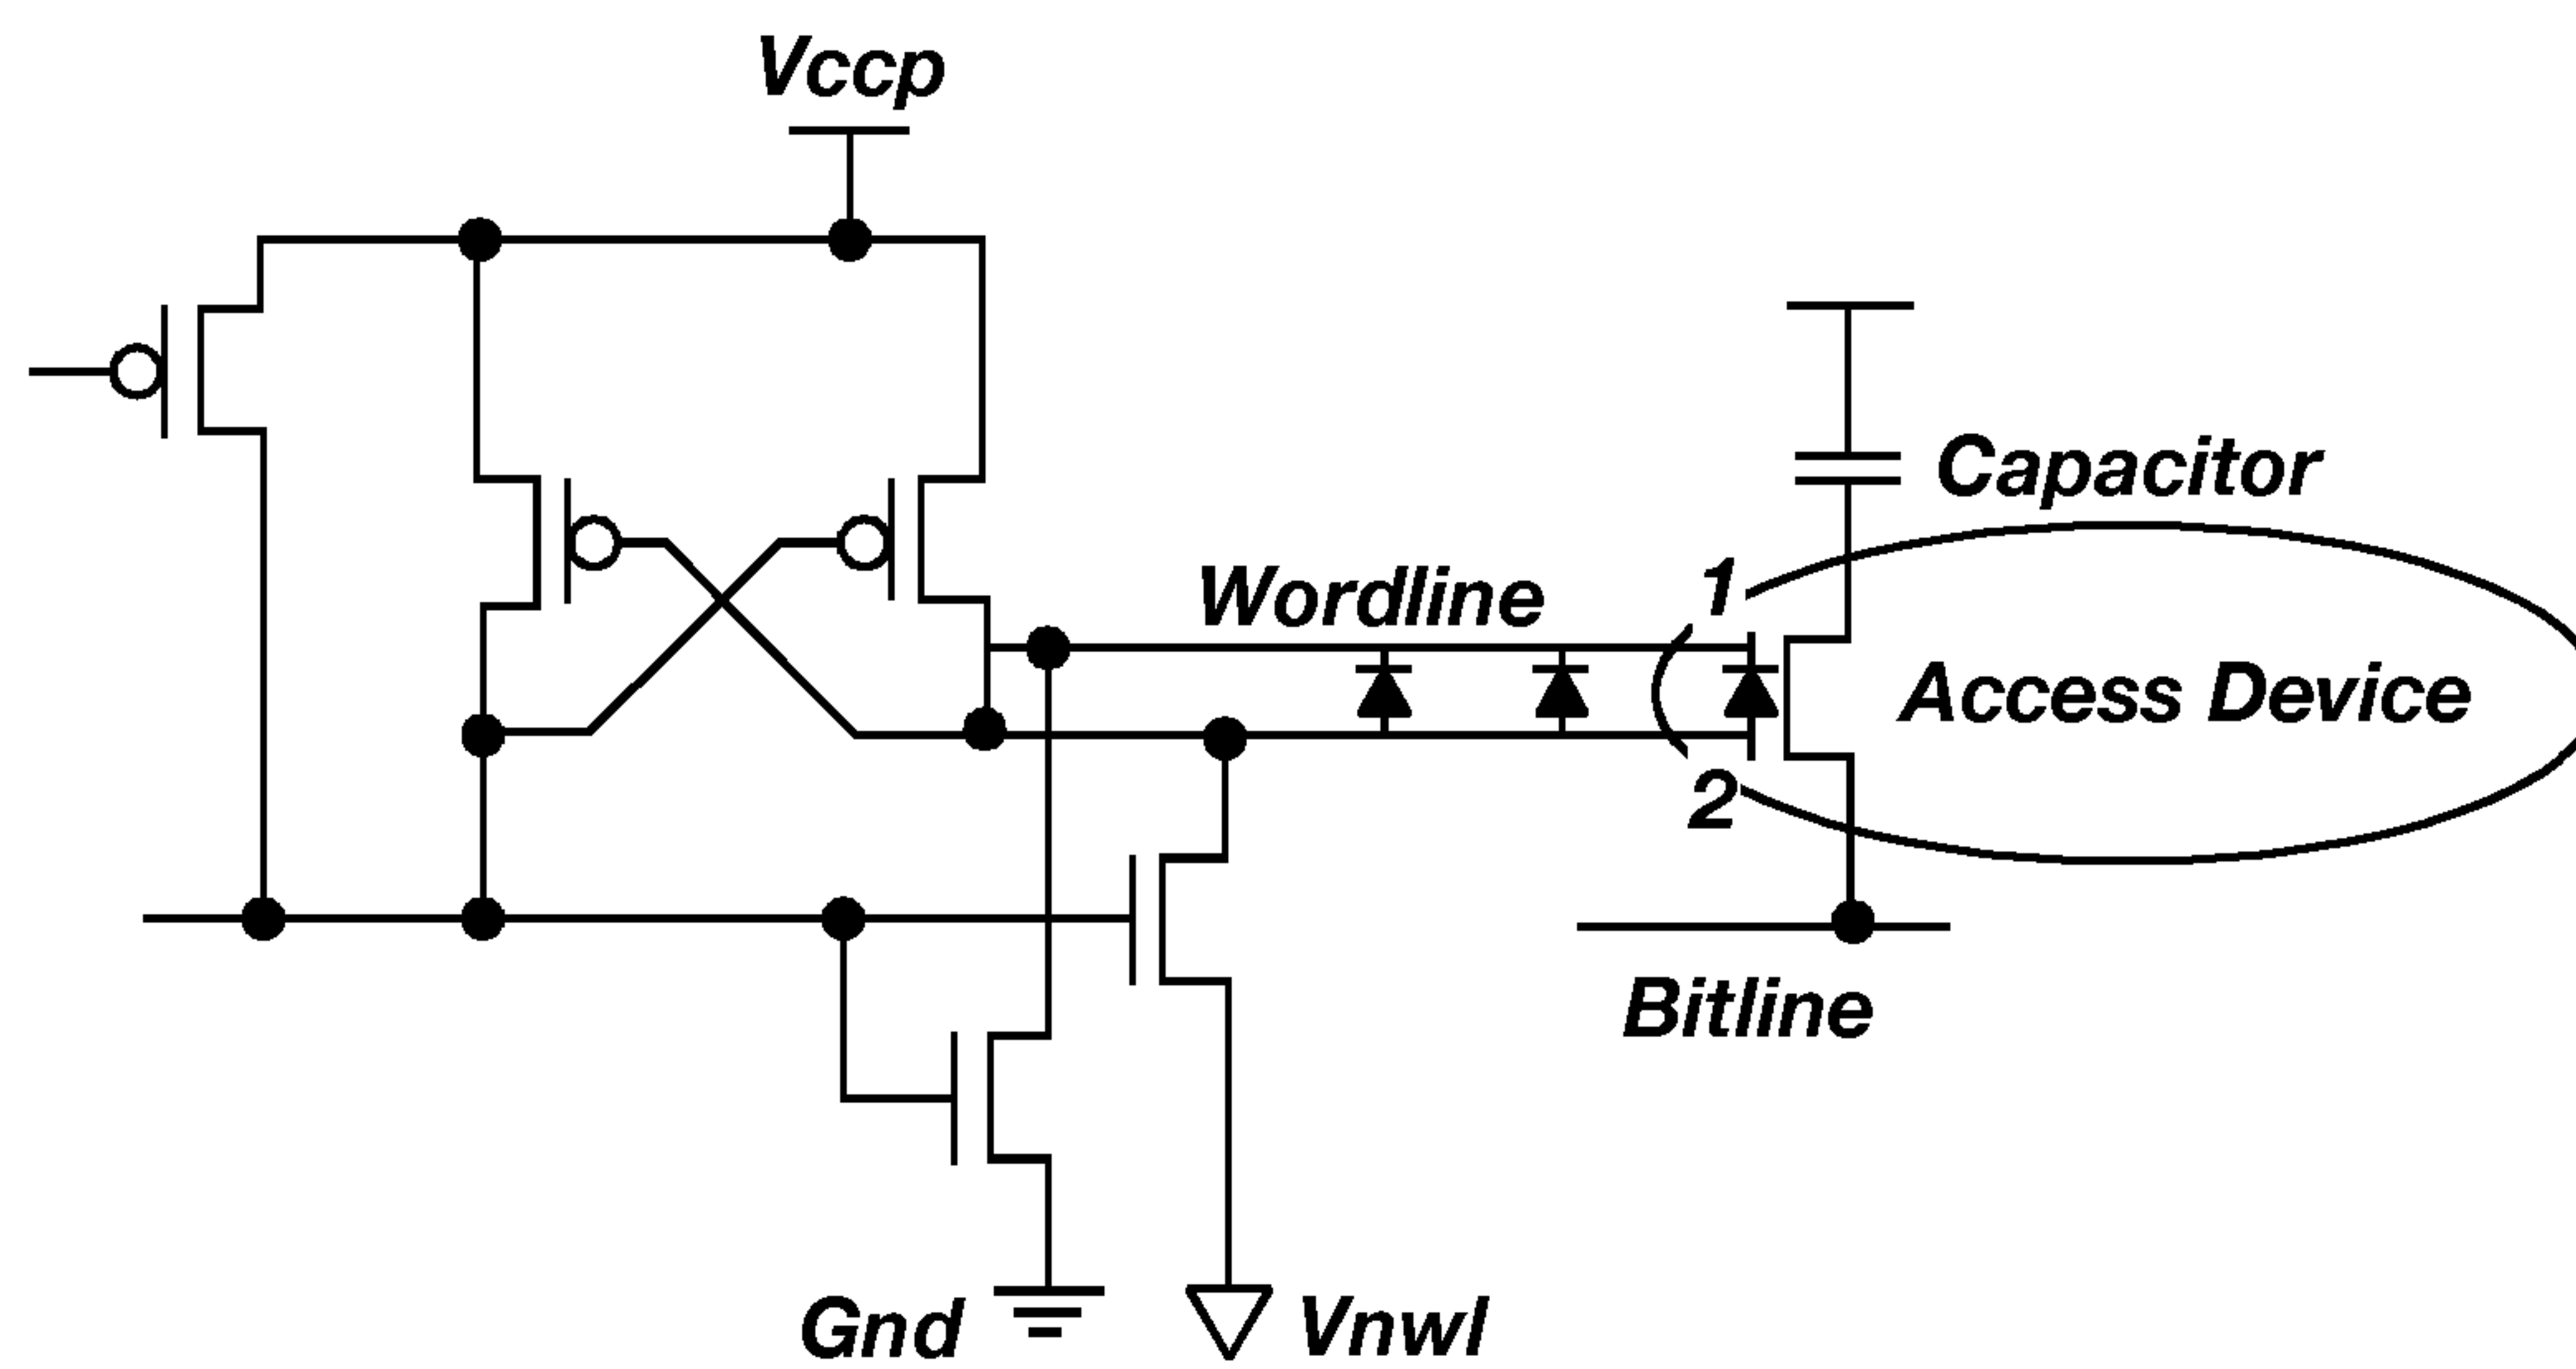 Vccp
Capacitor
Wordline
1
Access Device
2
Bitline
Gnd
Vnwl